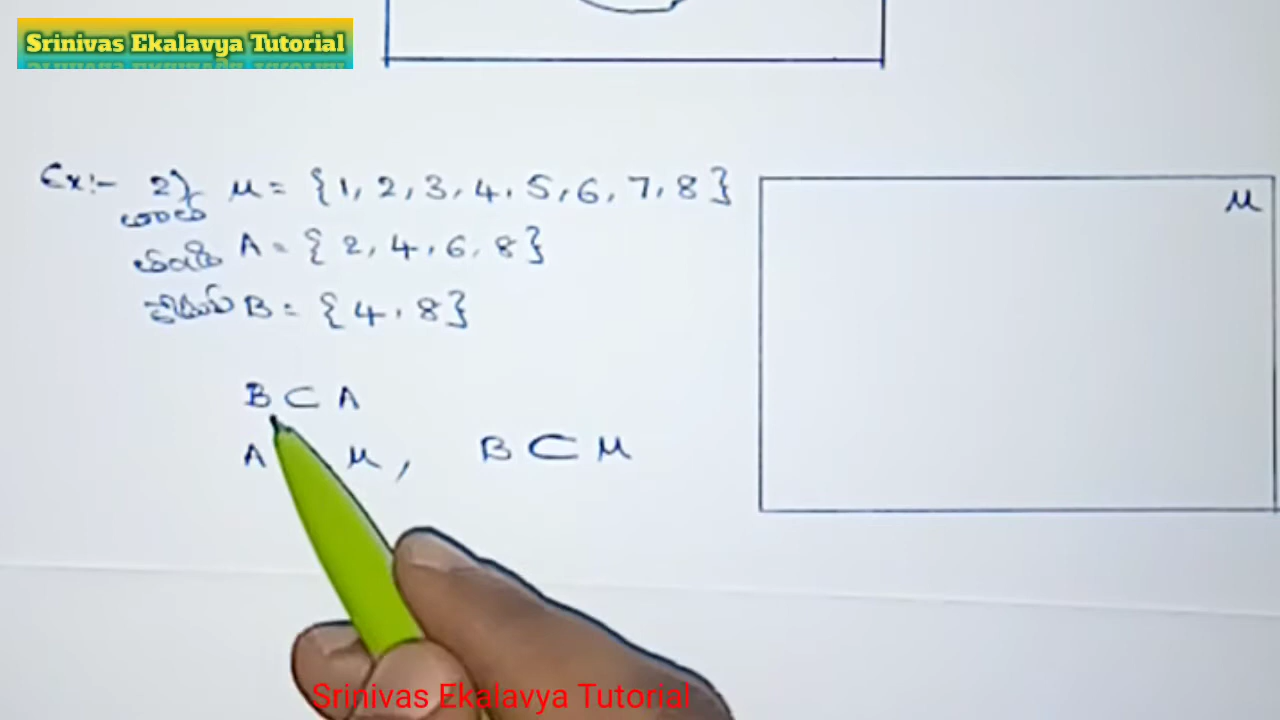 Srinivas Ekalavya Tutorial
Ex:- 2) μ = {1, 2, 3, 4, 5, 6, 7, 8}
μ
A = {2, 4, 6, 8}
B = {4, 8}
B ⊂ A
A μ, B ⊂ μ
Srinivas Ekalavya Tutorial